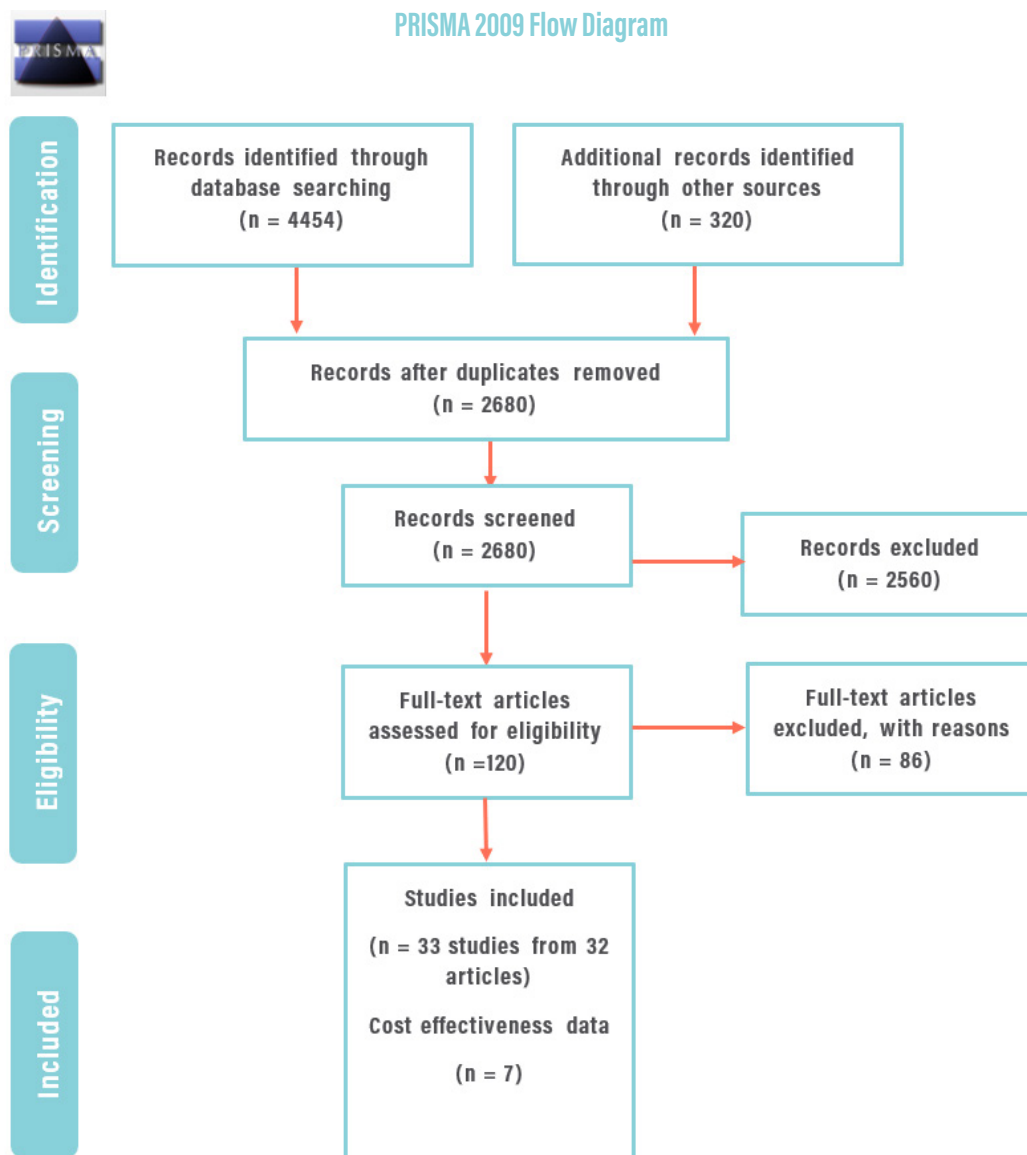 PRISMA 2009 Flow Diagram
PRISMA
Identification
Records identified through
database searching
(n = 4454)
Additional records identified
through other sources
(n = 320)
Records after duplicates removed
(n = 2680)
Screening
Records screened
(n = 2680)
Records excluded
(n = 2560)
Eligibility
Full-text articles
assessed for eligibility
(n =120)
Full-text articles
excluded, with reasons
(n = 86)
Included
Studies included
(n = 33 studies from 32
articles)
Cost effectiveness data
(n = 7)